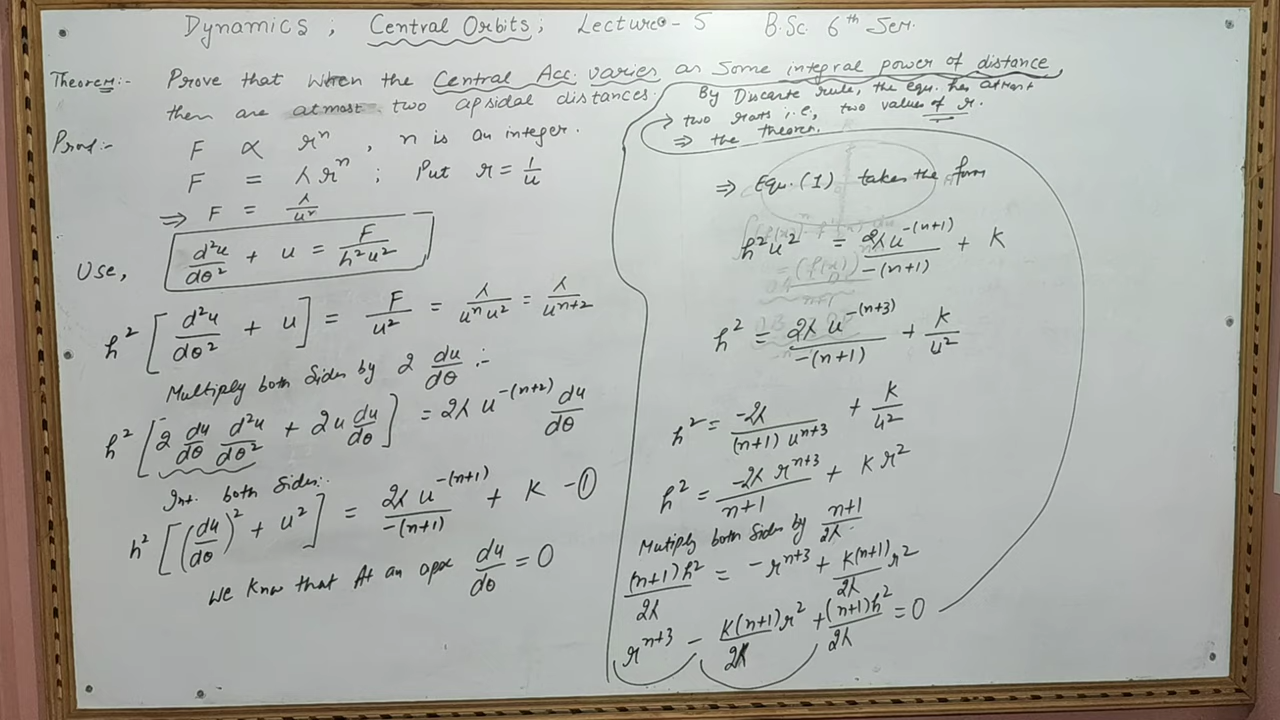 Dynamics ; Central Orbits ; Lecture - 5 B.Sc. 6th Sem.
Theorem:- Prove that when the Central Acc. varies as Some integral power of distance
then are atmost two apsidal distances.
Proof:- F ∝ r^n , n is an integer.
F = λ r^n ; Put r = 1/u
⇒ F = λ/u^n
Use, d²u/dθ² + u = F/h²u²
h² [d²u/dθ² + u] = F/u² = λ/u^n u² = λ/u^{n+2}
Multiply both Sides by 2 du/dθ :-
h² [2 du/dθ d²u/dθ² + 2u du/dθ] = 2λ u^{-(n+2)} du/dθ
Int. both Sides:-
h² [(du/dθ)² + u²] = 2λ u^{-(n+1)}/-(n+1) + K - ①
We Know that At an apse du/dθ = 0
By Discarte rule, the equ. has atmost
→ two roots i.e, two values of r.
⇒ the theorem.
⇒ Equ. (1) takes the form
h²u² = 2λu^{-(n+1)}/-(n+1) + K
h² = 2λ u^{-(n+3)}/-(n+1) + K/u²
h² = -2λ/(n+1) u^{n+3} + K/u²
h² = -2λ r^{n+3}/n+1 + K r²
Mutiply both Sides by n+1/2λ
(n+1)h²/2λ = -r^{n+3} + K(n+1)/2λ r²
r^{n+3} - K(n+1)r²/2λ + (n+1)h²/2λ = 0